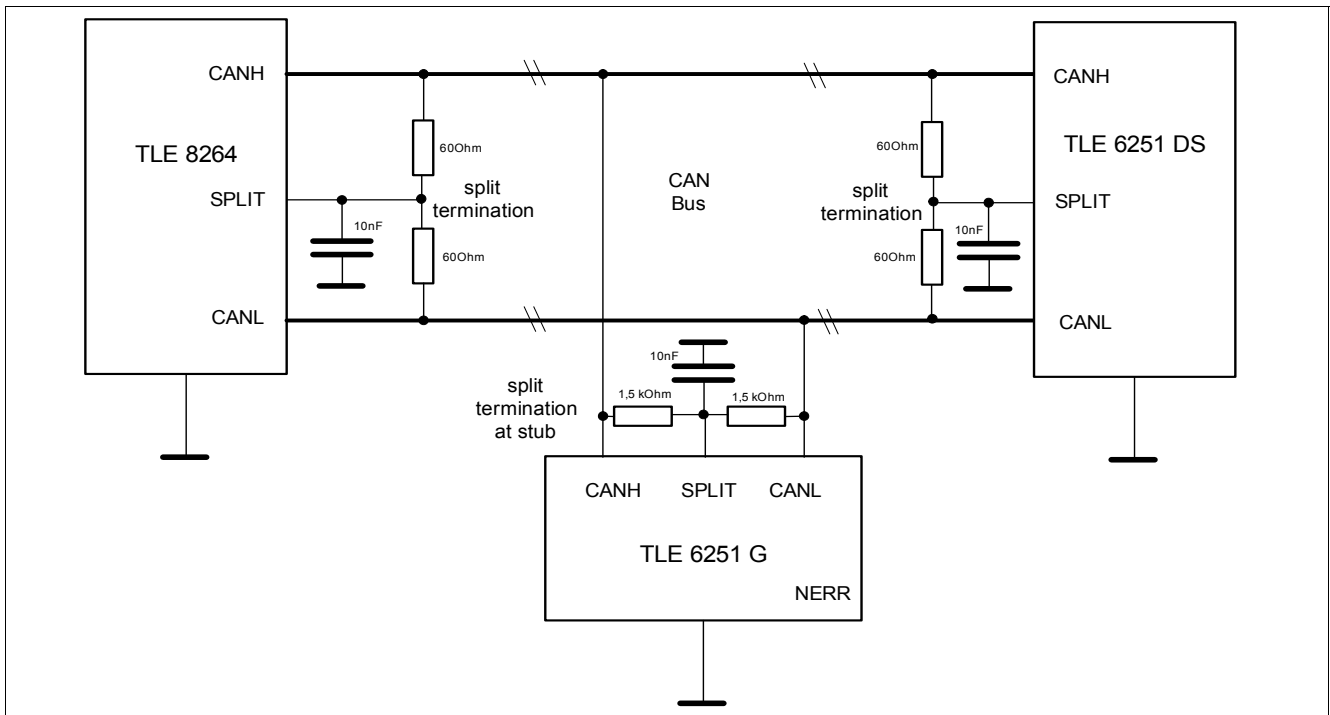 CANH
TLE 8264
SPLIT
CANL
60Ohm
split
termination
10nF
60Ohm
CAN
Bus
60Ohm
split
termination
10nF
60Ohm
CANH
TLE 6251 DS
SPLIT
CANL
split
termination
at stub
10nF
1,5 kOhm
1,5 kOhm
CANH SPLIT CANL
TLE 6251 G
NERR